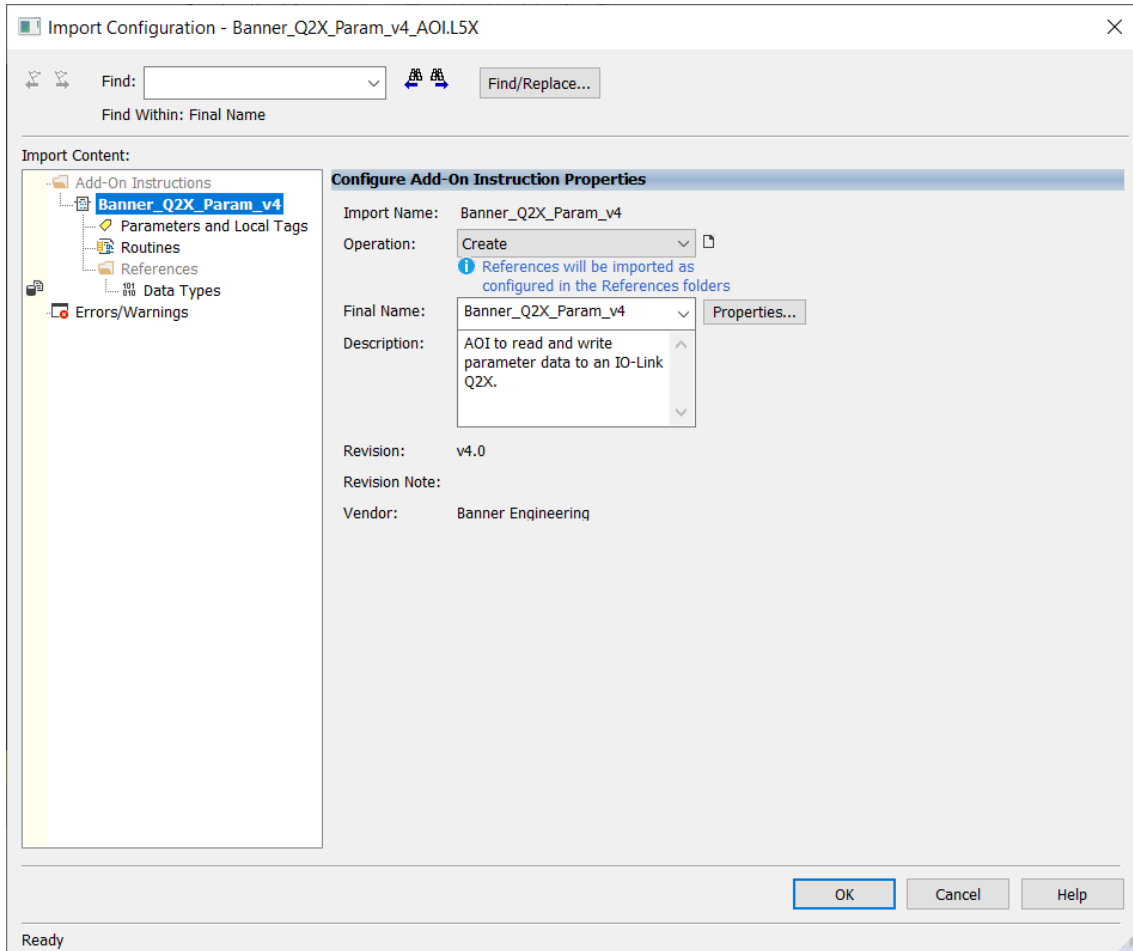 Import Configuration - Banner_Q2X_Param_v4_AOI.L5X
Find:
Find/Replace...
Find Within: Final Name
Import Content:
Add-On Instructions
Banner_Q2X_Param_v4
Parameters and Local Tags
Routines
References
Data Types
Errors/Warnings
Configure Add-On Instruction Properties
Import Name: Banner_Q2X_Param_v4
Operation: Create
References will be imported as
configured in the References folders
Final Name: Banner_Q2X_Param_v4 Properties...
Description: AOI to read and write
parameter data to an IO-Link
Q2X.
Revision: v4.0
Revision Note:
Vendor: Banner Engineering
OK Cancel Help
Ready